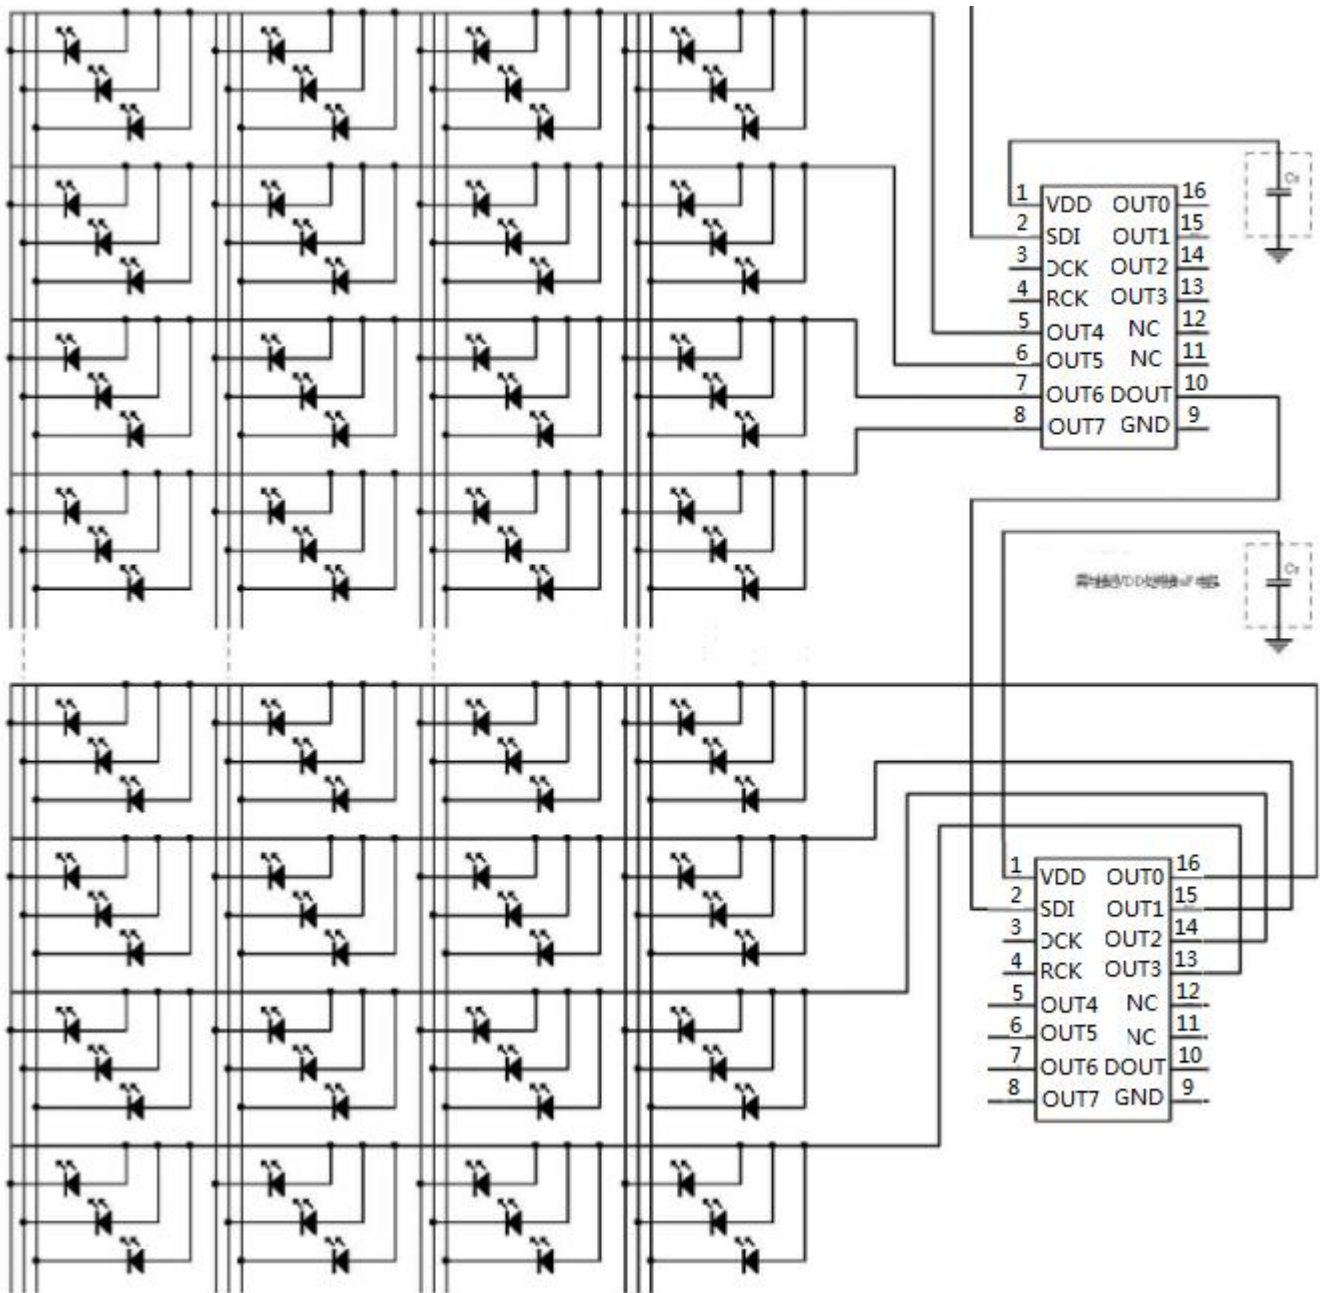 C₀
1 VDD OUT0 16
2 SDI OUT1 15
3 DCK OUT2 14
4 RCK OUT3 13
5 OUT4 NC 12
6 OUT5 NC 11
7 OUT6 DOUT 10
8 OUT7 GND 9
1 VDD OUT0 16
2 SDI OUT1 15
3 DCK OUT2 14
4 RCK OUT3 13
5 OUT4 NC 12
6 OUT5 NC 11
7 OUT6 DOUT 10
8 OUT7 GND 9